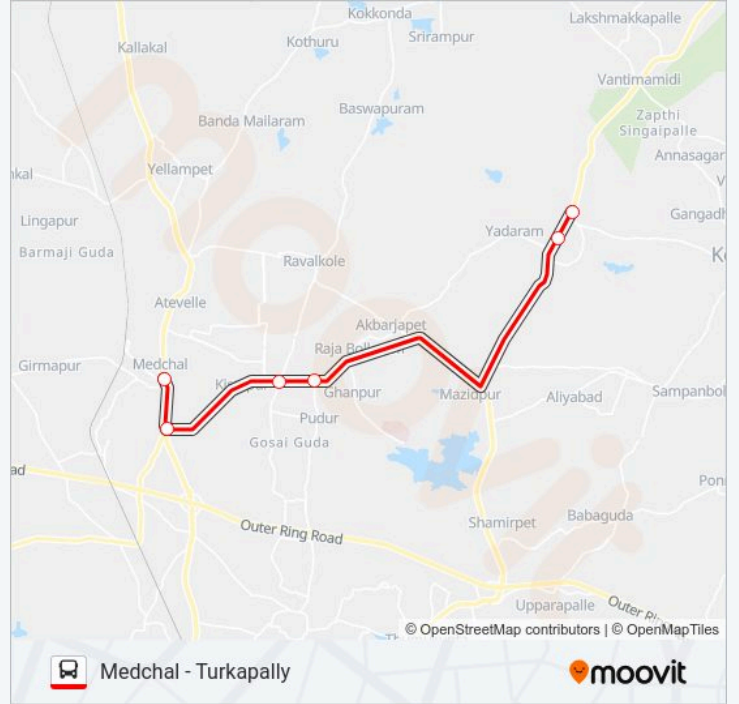 Kokkonda
Lakshmakkapalle
Kallakal
Kothuru
Srirampur
Vantimamidi
Baswapuram
Banda Mailaram
Zapthi
Singaipalle
Annasagar
Yellampet
Lingapur
Gangadh
Yadaram
Barmaji Guda
Ravalkole
Atevelle
Akbarjapet
Medchal
Girmapur
Ghanpur
Mazidpur
Aliyabad
Sampanbol
Pudur
Gosai Guda
ad
Pon
Outer Ring Road
Shamirpet
Babaguda
Upparapalle
© OpenStreetMap contributors | © OpenMapTiles
Medchal - Turkapally
moovit